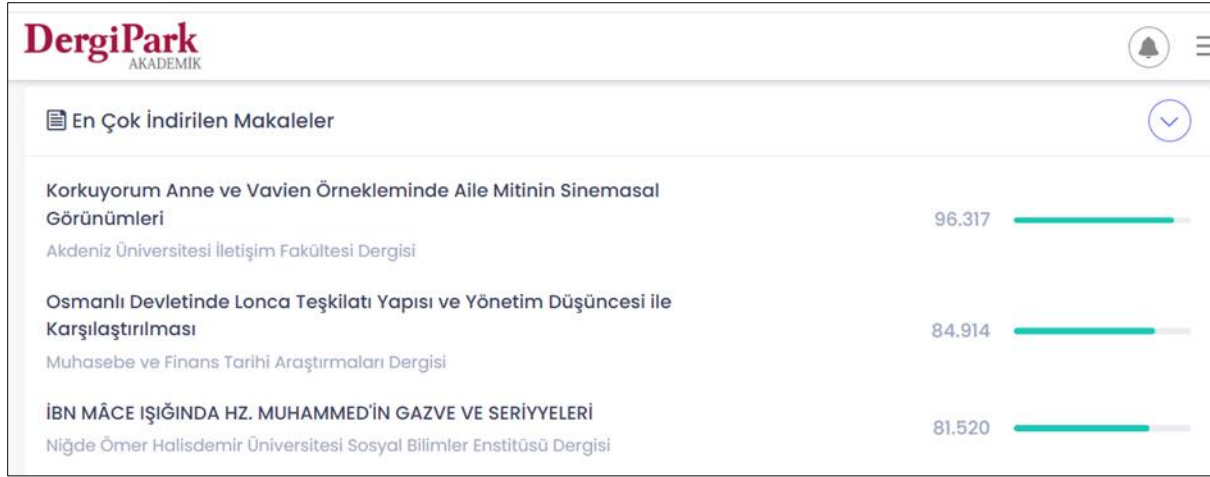 DergiPark
AKADEMİK
En Çok İndirilen Makaleler
Korkuyorum Anne ve Vavien Örnekleminde Aile Mitinin Sinemasal
Görünümleri
96.317
Akdeniz Üniversitesi İletişim Fakültesi Dergisi
Osmanlı Devletinde Lonca Teşkilatı Yapısı ve Yönetim Düşüncesi ile
Karşılaştırılması
84.914
Muhasebe ve Finans Tarihi Araştırmaları Dergisi
İBN MÂCE IŞIĞINDA HZ. MUHAMMED'İN GAZVE VE SERİYYELERİ
81.520
Niğde Ömer Halisdemir Üniversitesi Sosyal Bilimler Enstitüsü Dergisi